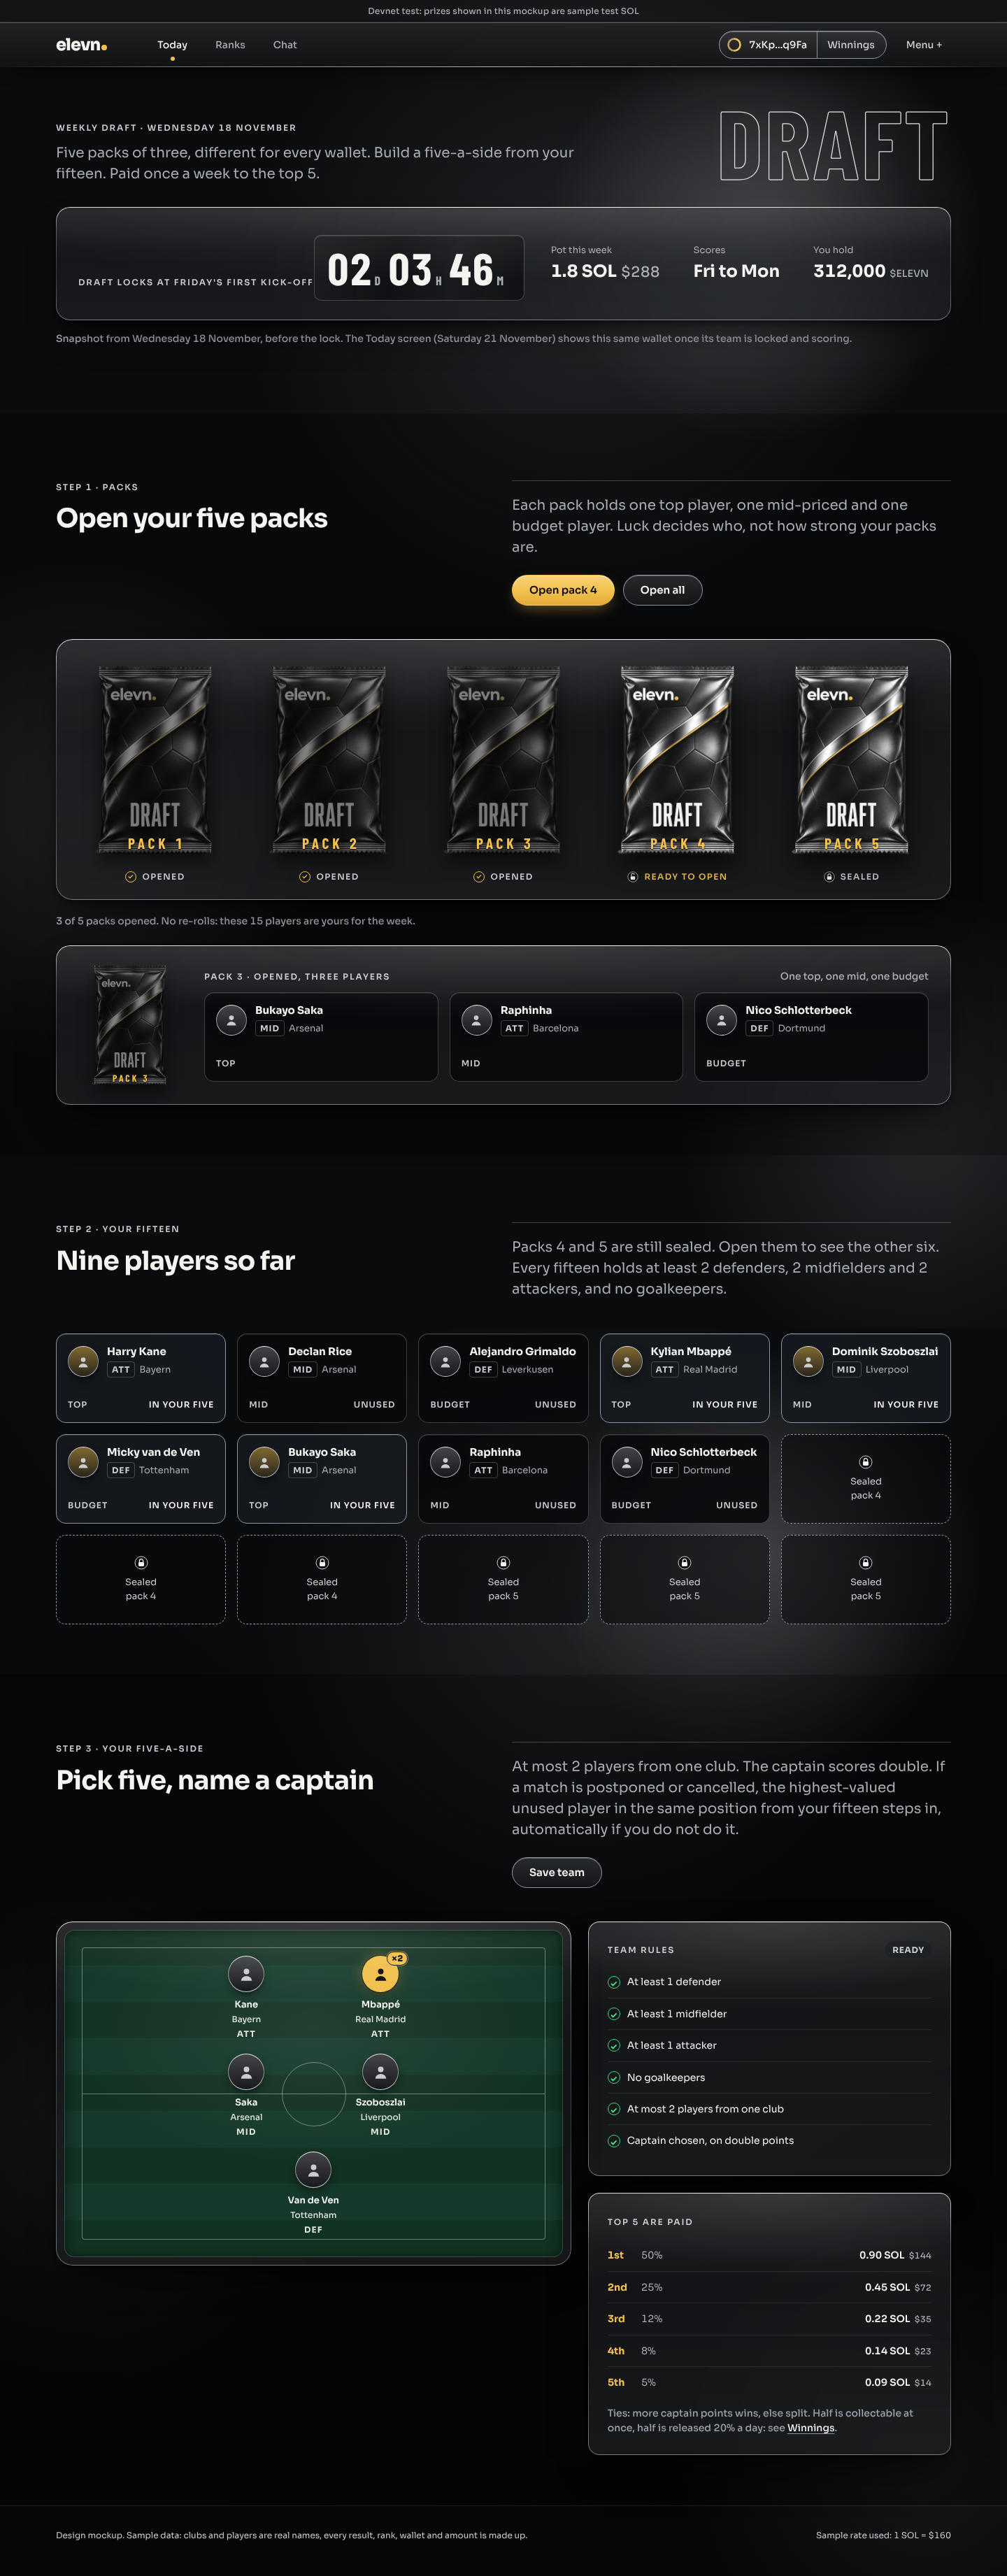 Devnet test: prizes shown in this mockup are sample test SOL
elevn.
Today
Ranks
Chat
7xKp...q9Fa
Winnings
Menu +
WEEKLY DRAFT · WEDNESDAY 18 NOVEMBER
Five packs of three, different for every wallet. Build a five-a-side from your
fifteen. Paid once a week to the top 5.
DRAFT
DRAFT LOCKS AT FRIDAY'S FIRST KICK-OFF
02 D 03 H 46 M
Pot this week
1.8 SOL $288
Scores
Fri to Mon
You hold
312,000 $ELEVN
Snapshot from Wednesday 18 November, before the lock. The Today screen (Saturday 21 November) shows this same wallet once its team is locked and scoring.
STEP 1 · PACKS
Open your five packs
Each pack holds one top player, one mid-priced and one
budget player. Luck decides who, not how strong your packs
are.
Open pack 4
Open all
elevn.
DRAFT
PACK 1
OPENED
elevn.
DRAFT
PACK 2
OPENED
elevn.
DRAFT
PACK 3
OPENED
elevn.
DRAFT
PACK 4
READY TO OPEN
elevn.
DRAFT
PACK 5
SEALED
3 of 5 packs opened. No re-rolls: these 15 players are yours for the week.
elevn.
DRAFT
PACK 3
PACK 3 · OPENED, THREE PLAYERS
One top, one mid, one budget
Bukayo Saka
MID Arsenal
TOP
Raphinha
ATT Barcelona
MID
Nico Schlotterbeck
DEF Dortmund
BUDGET
STEP 2 · YOUR FIFTEEN
Nine players so far
Packs 4 and 5 are still sealed. Open them to see the other six.
Every fifteen holds at least 2 defenders, 2 midfielders and 2
attackers, and no goalkeepers.
Harry Kane
ATT Bayern
TOP IN YOUR FIVE
Declan Rice
MID Arsenal
MID UNUSED
Alejandro Grimaldo
DEF Leverkusen
BUDGET UNUSED
Kylian Mbappé
ATT Real Madrid
TOP IN YOUR FIVE
Dominik Szoboszlai
MID Liverpool
MID IN YOUR FIVE
Micky van de Ven
DEF Tottenham
BUDGET IN YOUR FIVE
Bukayo Saka
MID Arsenal
TOP IN YOUR FIVE
Raphinha
ATT Barcelona
MID UNUSED
Nico Schlotterbeck
DEF Dortmund
BUDGET UNUSED
Sealed
pack 4
Sealed
pack 4
Sealed
pack 4
Sealed
pack 5
Sealed
pack 5
Sealed
pack 5
STEP 3 · YOUR FIVE-A-SIDE
Pick five, name a captain
At most 2 players from one club. The captain scores double. If
a match is postponed or cancelled, the highest-valued
unused player in the same position from your fifteen steps in,
automatically if you do not do it.
Save team
Kane
Bayern
ATT
×2
Mbappé
Real Madrid
ATT
Saka
Arsenal
MID
Szoboszlai
Liverpool
MID
Van de Ven
Tottenham
DEF
TEAM RULES
READY
At least 1 defender
At least 1 midfielder
At least 1 attacker
No goalkeepers
At most 2 players from one club
Captain chosen, on double points
TOP 5 ARE PAID
1st 50% 0.90 SOL $144
2nd 25% 0.45 SOL $72
3rd 12% 0.22 SOL $35
4th 8% 0.14 SOL $23
5th 5% 0.09 SOL $14
Ties: more captain points wins, else split. Half is collectable at
once, half is released 20% a day: see Winnings.
Design mockup. Sample data: clubs and players are real names, every result, rank, wallet and amount is made up.
Sample rate used: 1 SOL = $160